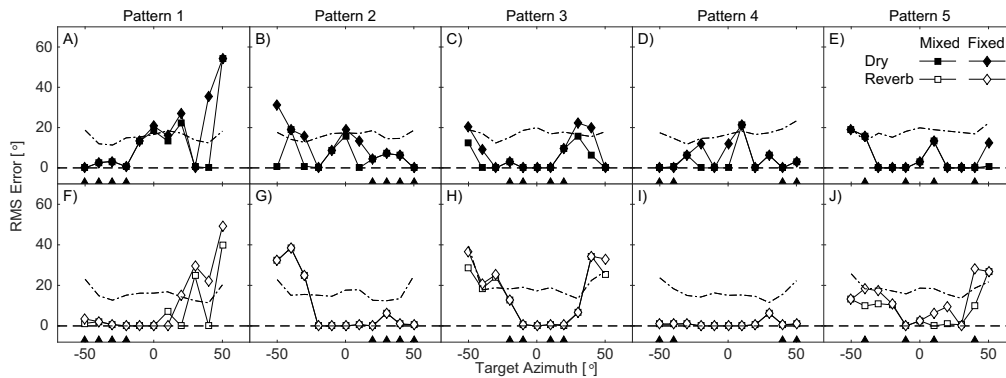 Pattern 1 Pattern 2 Pattern 3 Pattern 4 Pattern 5
A) B) C) D) E)
Mixed Fixed
Dry
Reverb
60
40
20
0
RMS Error [°]
F) G) H) I) J)
60
40
20
0
-50 0 50 -50 0 50 -50 0 50 -50 0 50 -50 0 50
Target Azimuth [°]